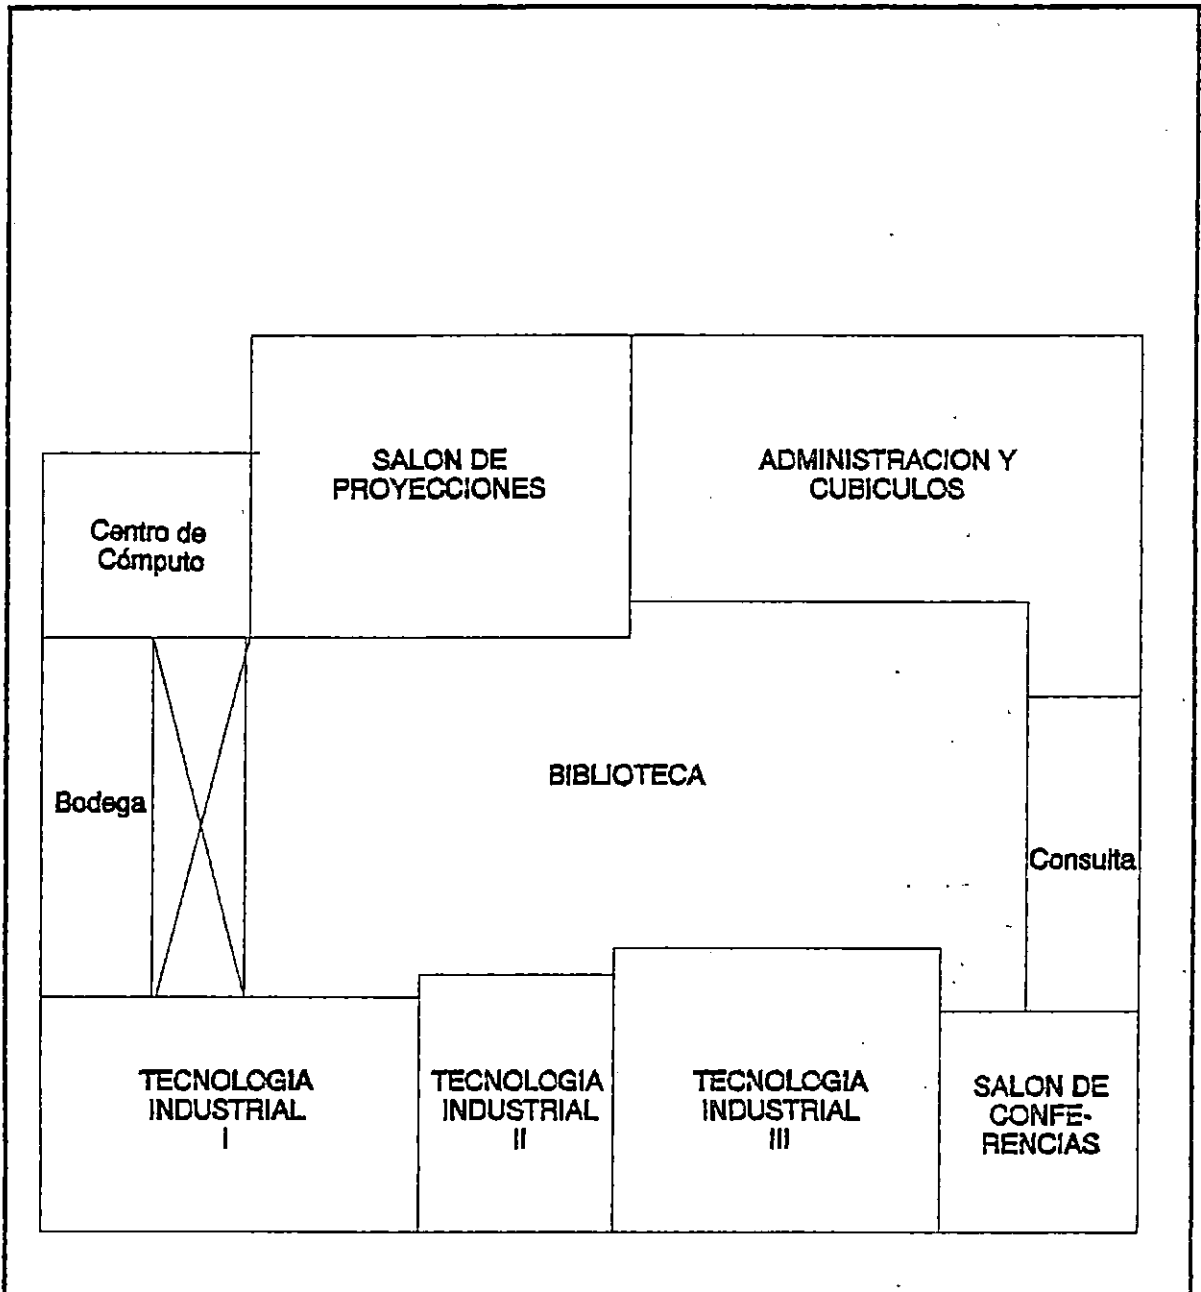 SALON DE
PROYECCIONES
ADMINISTRACION Y
CUBICULOS
Centro de
Cómputo
BIBLIOTECA
Bodega
Consulta
TECNOLOGIA
INDUSTRIAL
I
TECNOLOGIA
INDUSTRIAL
II
TECNOLOGIA
INDUSTRIAL
III
SALON DE
CONFE-
RENCIAS